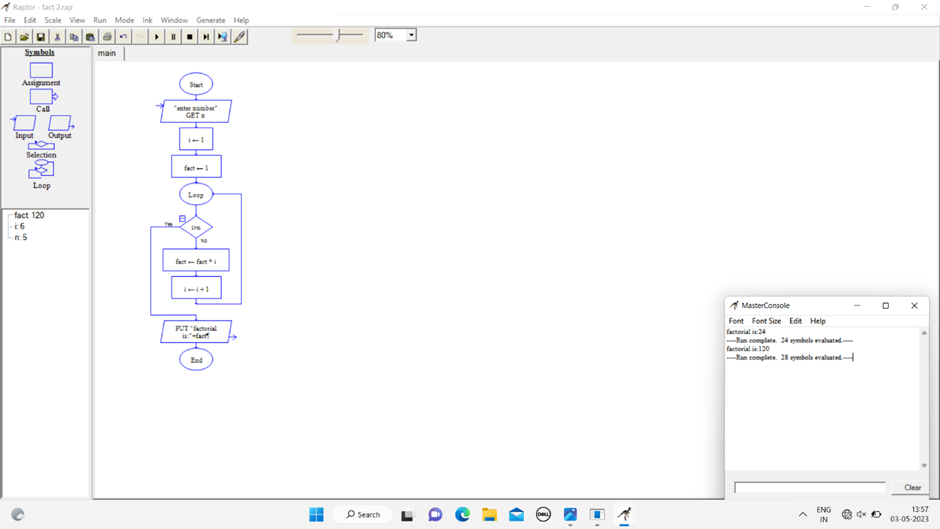 Raptor - fact 2.rap
File Edit Scale View Run Mode Ink Window Generate Help
80%
Symbols
Assignment
Call
Input Output
Selection
Loop
fact: 120
i: 6
n: 5
main
Start
"enter number"
GET n
i ← 1
fact ← 1
Loop
Yes
i>n
No
fact ← fact * i
i ← i + 1
PUT "factorial
is:"+fact¶
End
MasterConsole
Font Font Size Edit Help
factorial is:24
----Run complete. 24 symbols evaluated.----
factorial is:120
----Run complete. 28 symbols evaluated.----
Clear
Search
DELL
ENG
IN
13:57
03-05-2023